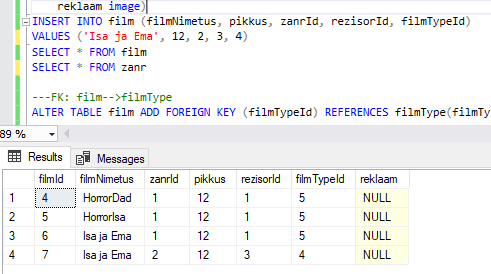 reklaam image)
INSERT INTO film (filmNimetus, pikkus, zanrId, rezisorId, filmTypeId)
VALUES ('Isa ja Ema', 12, 2, 3, 4)
SELECT * FROM film
SELECT * FROM zanr
---FK: film-->filmType
ALTER TABLE film ADD FOREIGN KEY (filmTypeId) REFERENCES filmType(filmTy
89 %
Results Messages
filmId filmNimetus zanrId pikkus rezisorId filmTypeId reklaam
1 4 HorrorDad 1 12 1 5 NULL
2 5 HorrorIsa 1 12 1 5 NULL
3 6 Isa ja Ema 1 12 1 5 NULL
4 7 Isa ja Ema 2 12 3 4 NULL